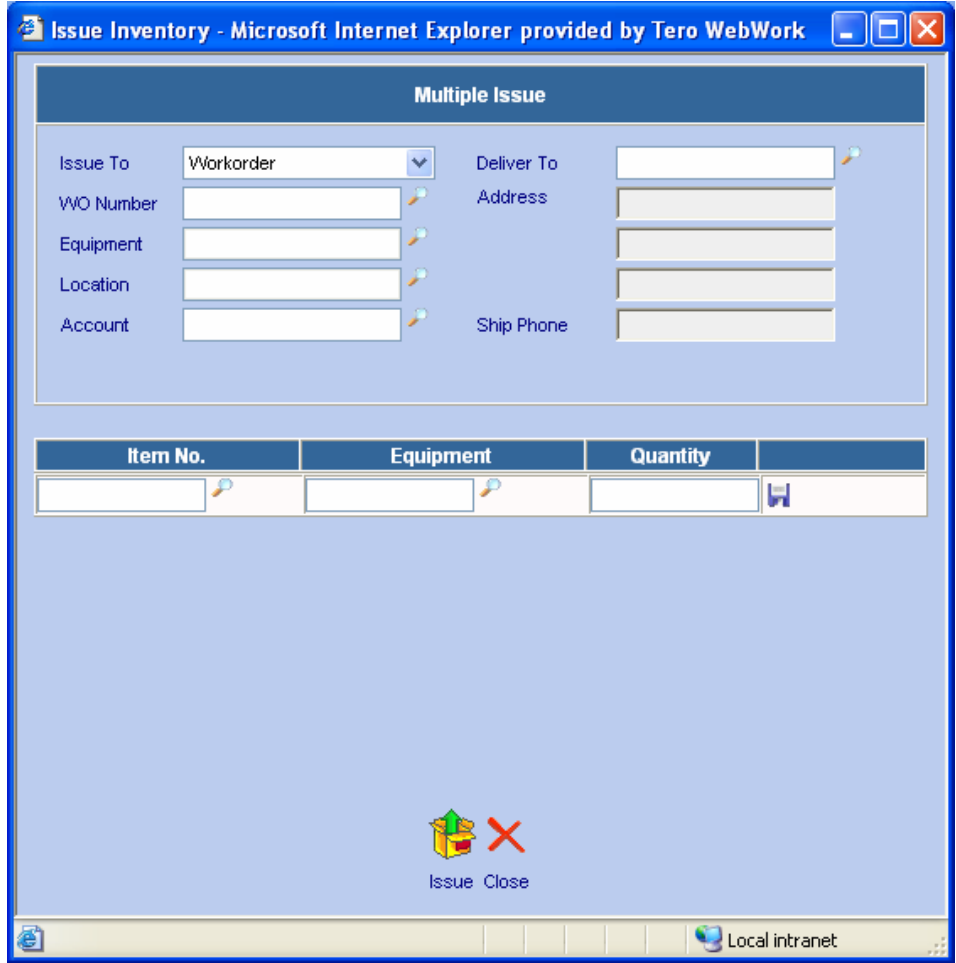 Issue Inventory - Microsoft Internet Explorer provided by Tero WebWork
Multiple Issue
Issue To Workorder Deliver To
WO Number Address
Equipment
Location
Account Ship Phone
Item No. Equipment Quantity
Issue Close
Local intranet